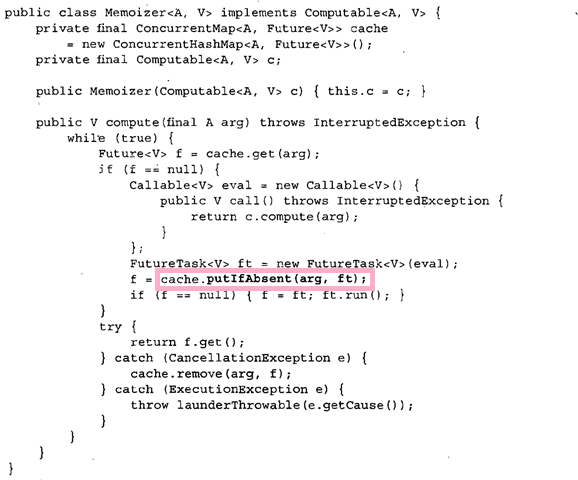 public class Memoizer<A, V> implements Computable<A, V> {
    private final ConcurrentMap<A, Future<V>> cache
        = new ConcurrentHashMap<A, Future<V>>();
    private final Computable<A, V> c;

    public Memoizer(Computable<A, V> c) { this.c = c; }

    public V compute(final A arg) throws InterruptedException {
        while (true) {
            Future<V> f = cache.get(arg);
            if (f == null) {
                Callable<V> eval = new Callable<V>() {
                    public V call() throws InterruptedException {
                        return c.compute(arg);
                    }
                };
                FutureTask<V> ft = new FutureTask<V>(eval);
                f = cache.putIfAbsent(arg, ft);
                if (f == null) { f = ft; ft.run(); }
            }
            try {
                return f.get();
            } catch (CancellationException e) {
                cache.remove(arg, f);
            } catch (ExecutionException e) {
                throw launderThrowable(e.getCause());
            }
        }
    }
}